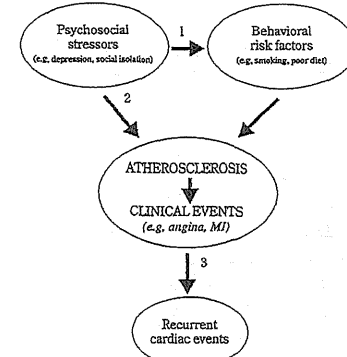 Psychosocial
stressors
(e.g, depression, social isolation)
1
Behavioral
risk factors
(e.g, smoking, poor diet)
2
ATHEROSCLEROSIS
CLINICAL EVENTS
(e.g, angina, MI)
3
Recurrent
cardiac events